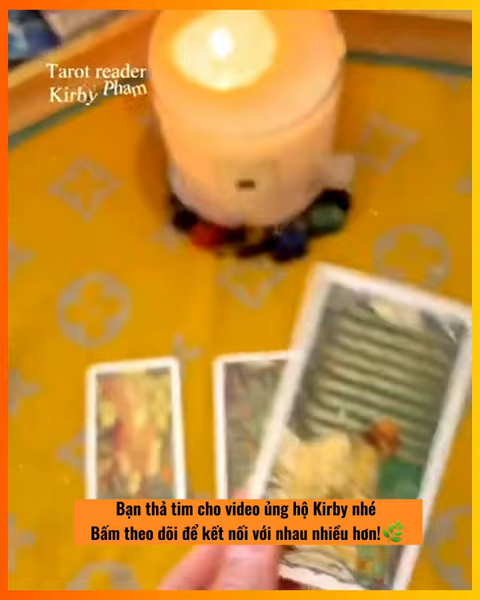 Tarot reader
Kirby Pham
Bạn thả tim cho video ủng hộ Kirby nhé
Bấm theo dõi để kết nối với nhau nhiều hơn!🌿